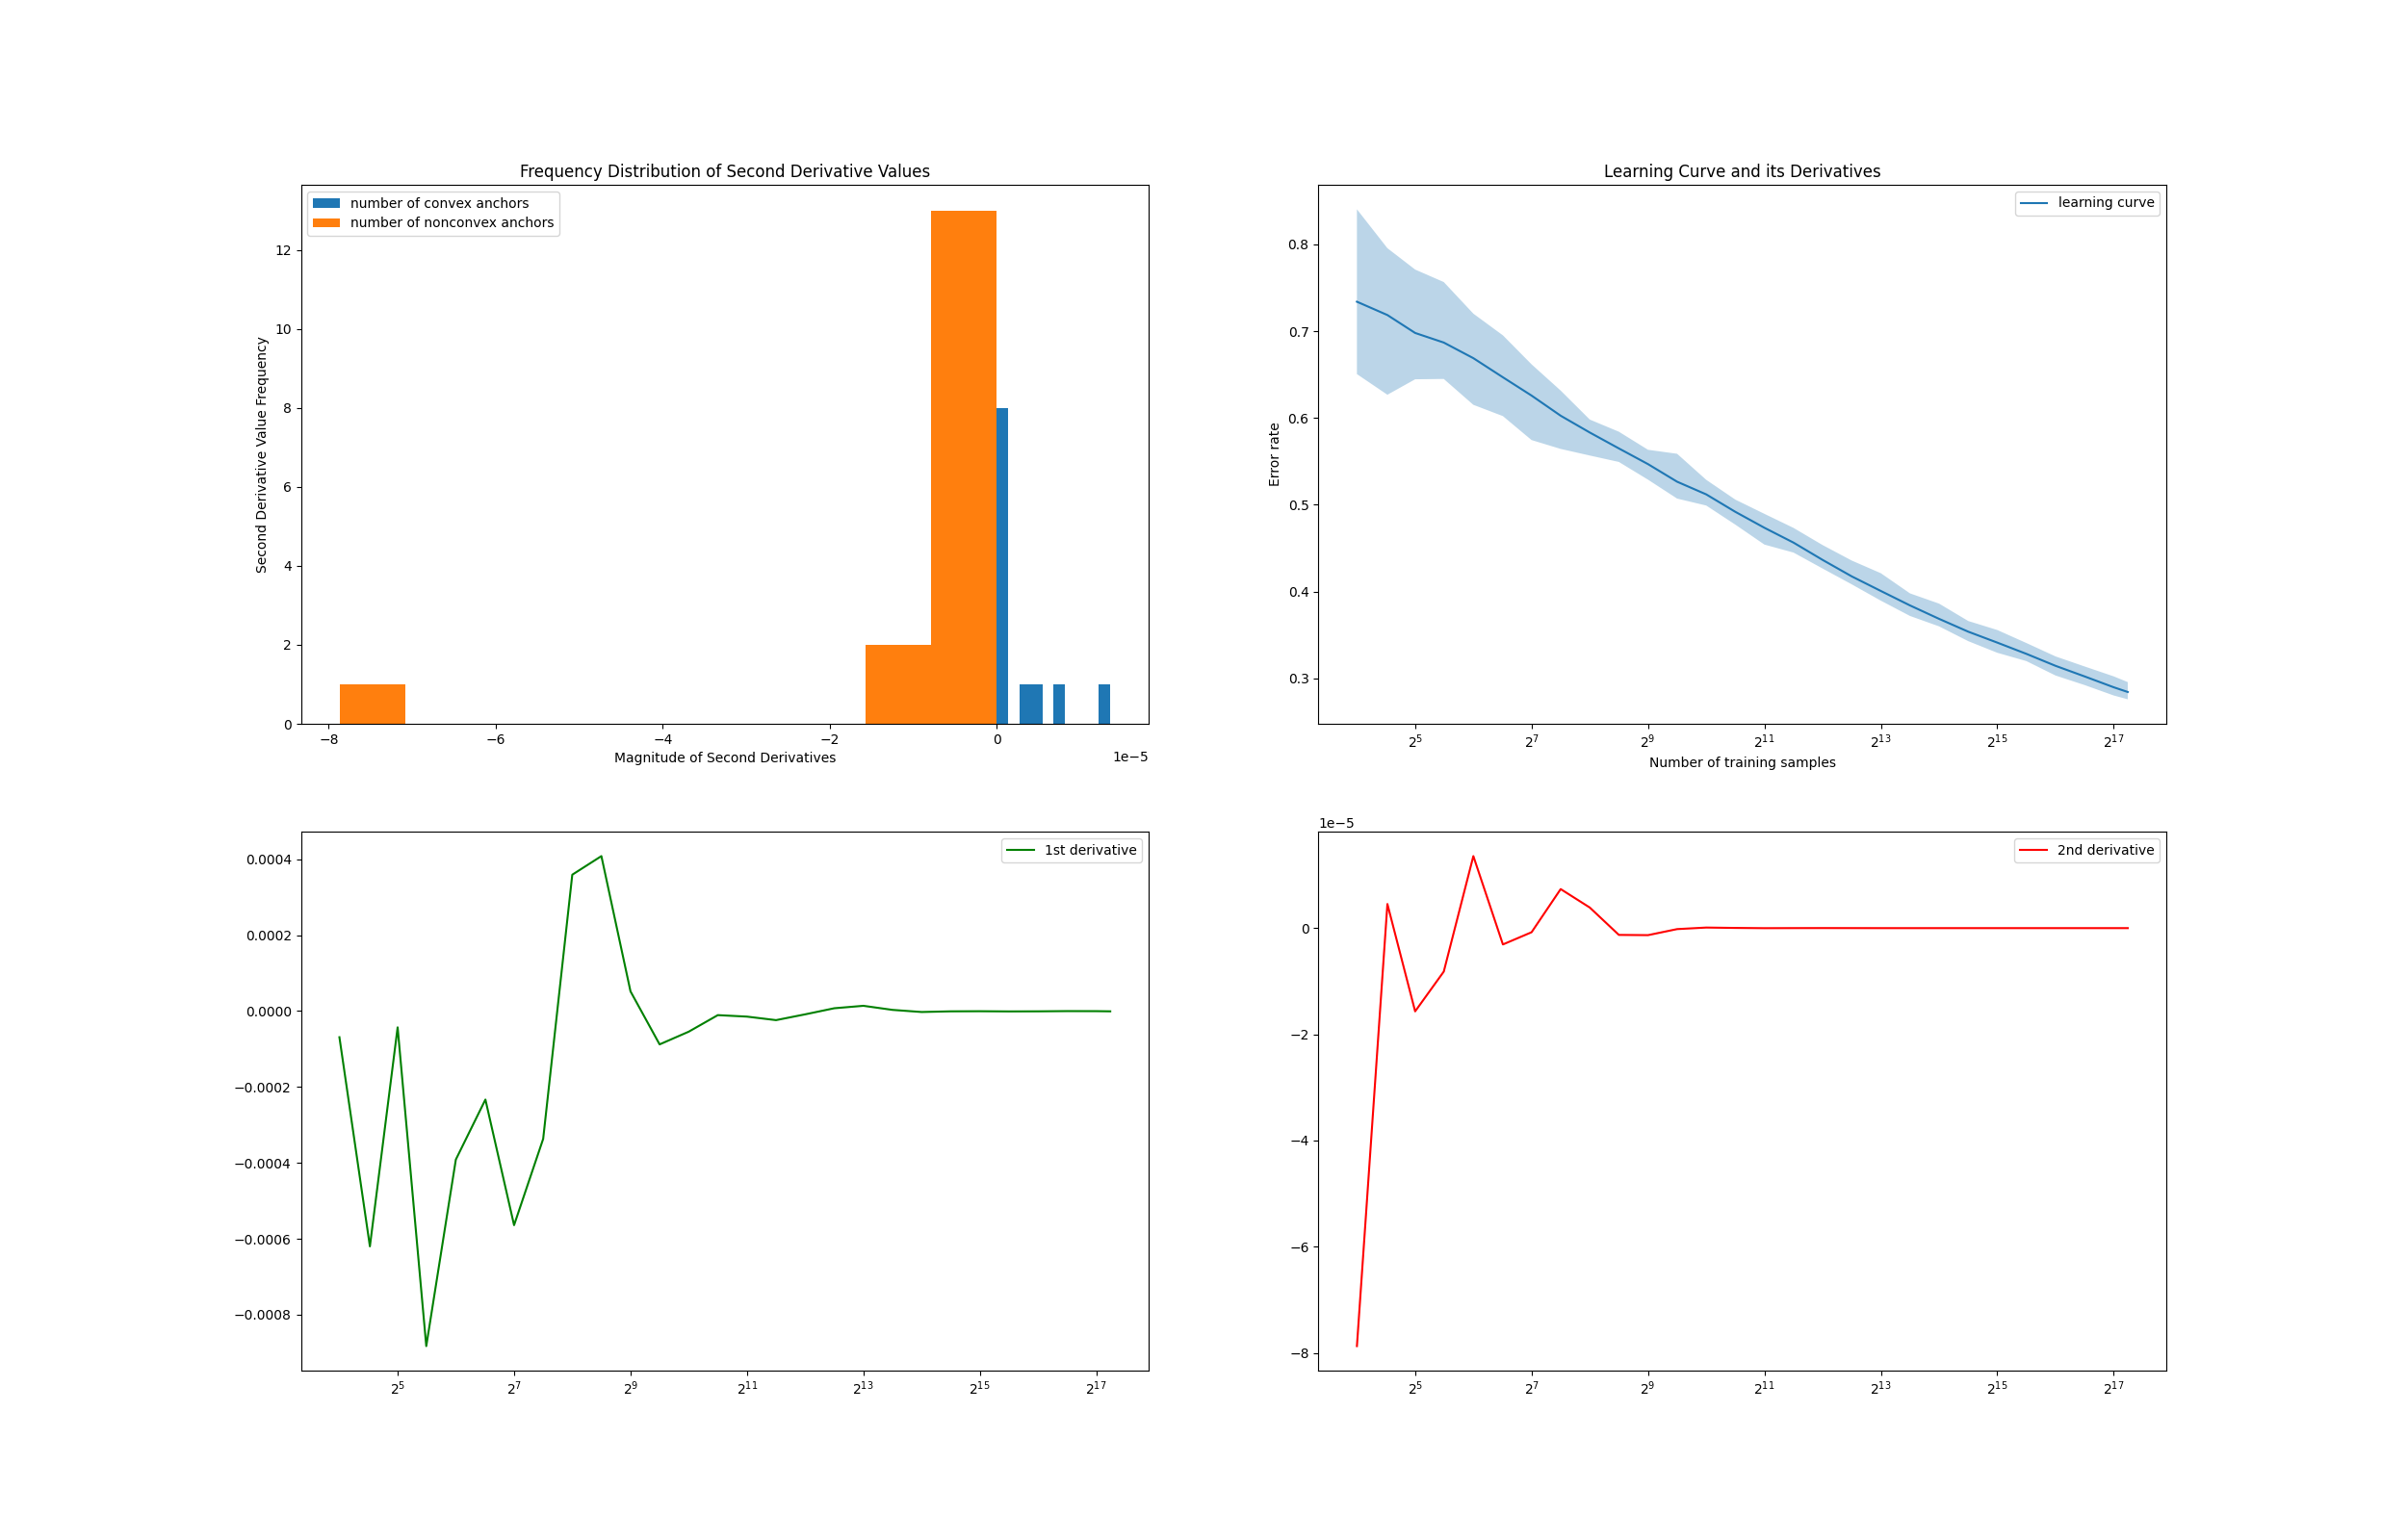 Frequency Distribution of Second Derivative Values
number of convex anchors
number of nonconvex anchors
Second Derivative Value Frequency
12
10
8
6
4
2
0
−8 −6 −4 −2 0
1e−5
Magnitude of Second Derivatives
Learning Curve and its Derivatives
learning curve
Error rate
0.8
0.7
0.6
0.5
0.4
0.3
2^5 2^7 2^9 2^11 2^13 2^15 2^17
Number of training samples
1st derivative
0.0004
0.0002
0.0000
−0.0002
−0.0004
−0.0006
−0.0008
2^5 2^7 2^9 2^11 2^13 2^15 2^17
1e−5
2nd derivative
0
−2
−4
−6
−8
2^5 2^7 2^9 2^11 2^13 2^15 2^17